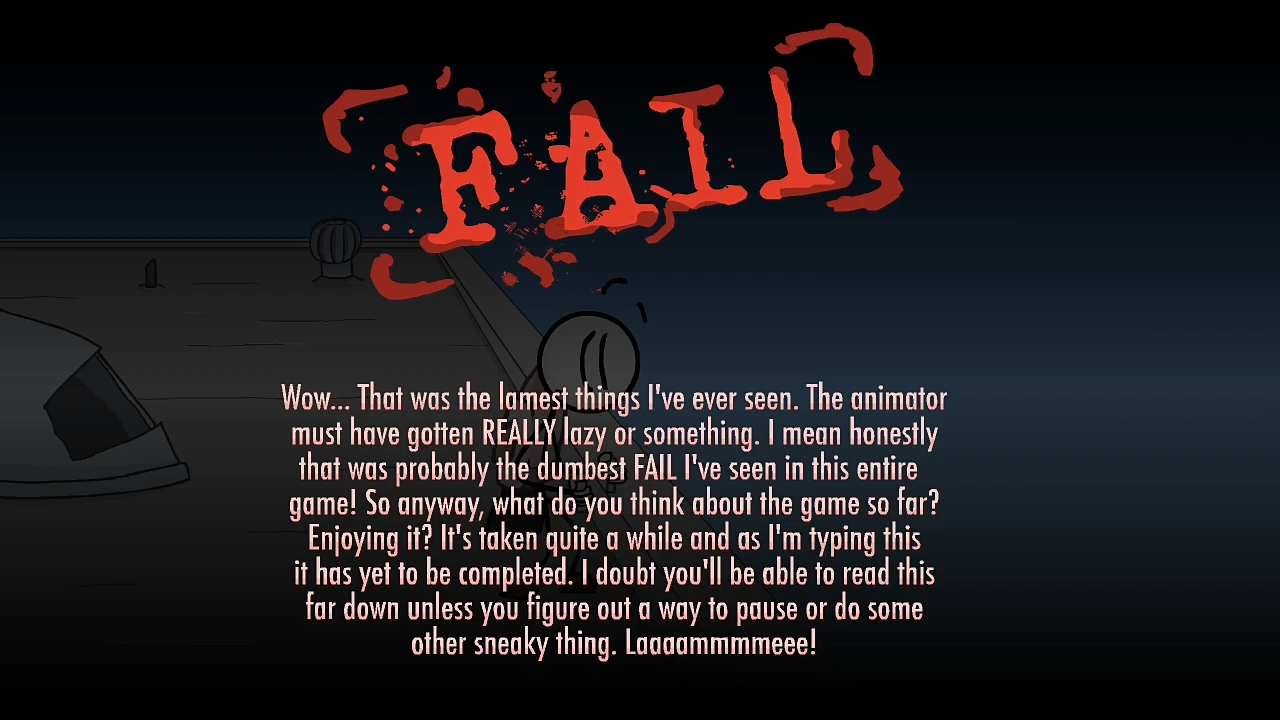 FAIL
Wow... That was the lamest things I've ever seen. The animator
must have gotten REALLY lazy or something. I mean honestly
that was probably the dumbest FAIL I've seen in this entire
game! So anyway, what do you think about the game so far?
Enjoying it? It's taken quite a while and as I'm typing this
it has yet to be completed. I doubt you'll be able to read this
far down unless you figure out a way to pause or do some
other sneaky thing. Laaaammmmeee!